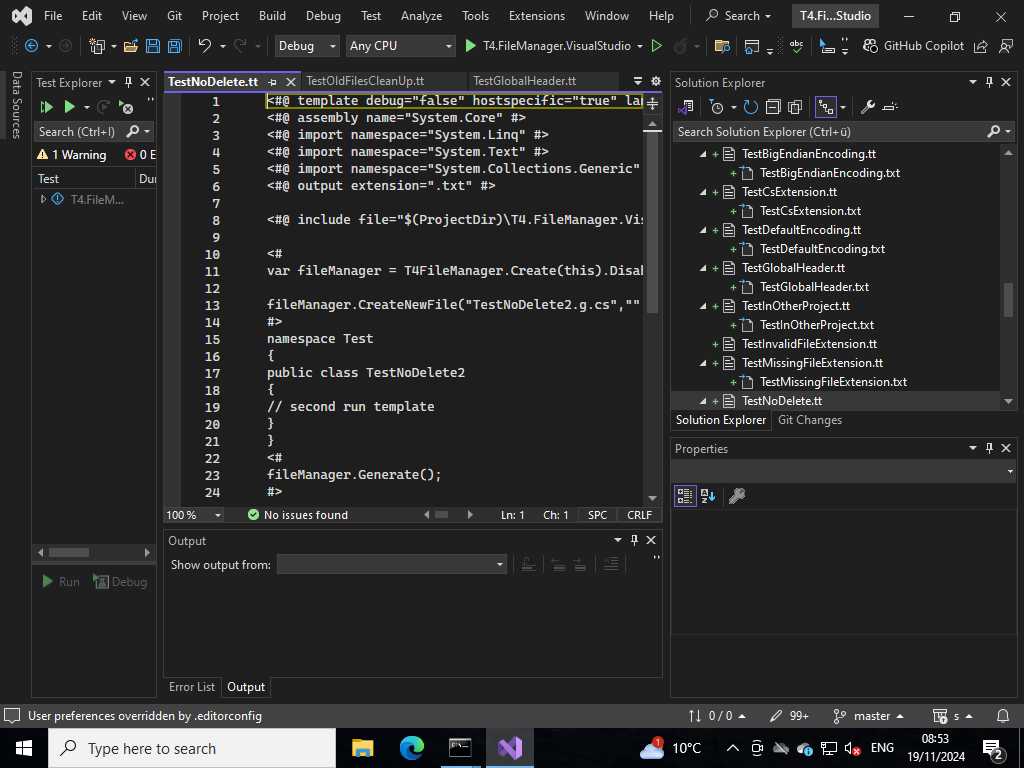 File Edit View Git Project Build Debug Test Analyze Tools Extensions Window Help Search T4.Fi...Studio
Debug Any CPU T4.FileManager.VisualStudio GitHub Copilot
Data Sources
Test Explorer
Search (Ctrl+I)
1 Warning 0 E
Test Du
T4.FileM...
Run Debug
TestNoDelete.tt TestOldFilesCleanUp.tt TestGlobalHeader.tt
1 <#@ template debug="false" hostspecific="true" la
2 <#@ assembly name="System.Core" #>
3 <#@ import namespace="System.Linq" #>
4 <#@ import namespace="System.Text" #>
5 <#@ import namespace="System.Collections.Generic"
6 <#@ output extension=".txt" #>
7
8 <#@ include file="$(ProjectDir)\T4.FileManager.Vis
9
10 <#
11 var fileManager = T4FileManager.Create(this).Disab
12
13 fileManager.CreateNewFile("TestNoDelete2.g.cs",""
14 #>
15 namespace Test
16 {
17 public class TestNoDelete2
18 {
19 // second run template
20 }
21 }
22 <#
23 fileManager.Generate();
24 #>
100 % No issues found Ln: 1 Ch: 1 SPC CRLF
Output
Show output from:
Error List Output
Solution Explorer
Search Solution Explorer (Ctrl+ü)
TestBigEndianEncoding.tt
TestBigEndianEncoding.txt
TestCsExtension.tt
TestCsExtension.txt
TestDefaultEncoding.tt
TestDefaultEncoding.txt
TestGlobalHeader.tt
TestGlobalHeader.txt
TestInOtherProject.tt
TestInOtherProject.txt
TestInvalidFileExtension.tt
TestMissingFileExtension.tt
TestMissingFileExtension.txt
TestNoDelete.tt
Solution Explorer Git Changes
Properties
User preferences overridden by .editorconfig 0 / 0 99+ master s
Type here to search 1 10°C ENG 08:53
19/11/2024 2